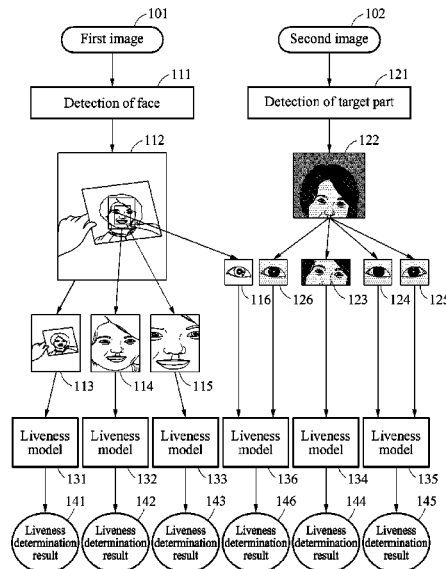 101
102
First image
Second image
111
121
Detection of face
Detection of target part
112
122
116
126
123
124
125
113
114
115
Liveness model
Liveness model
Liveness model
Liveness model
Liveness model
Liveness model
131
132
133
136
134
135
141
142
143
146
144
145
Liveness determination result
Liveness determination result
Liveness determination result
Liveness determination result
Liveness determination result
Liveness determination result